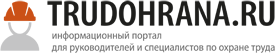 TRUDOHRANA.RU
информационный портал
для руководителей и специалистов по охране труда